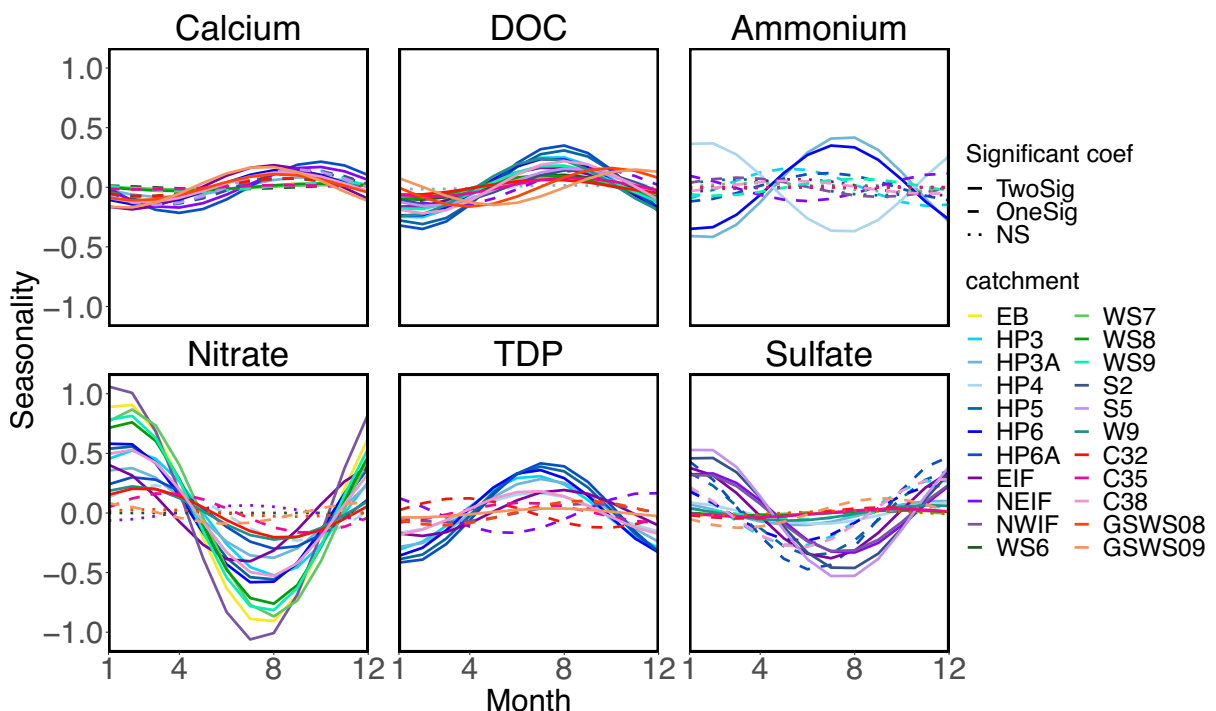 Calcium
DOC
Ammonium
1.0
0.5
0.0
−0.5
−1.0
Nitrate
TDP
Sulfate
1.0
0.5
0.0
−0.5
−1.0
Seasonality
1 4 8 12
1 4 8 12
1 4 8 12
Month
Significant coef
TwoSig
OneSig
NS
catchment
EB
HP3
HP3A
HP4
HP5
HP6
HP6A
EIF
NEIF
NWIF
WS6
WS7
WS8
WS9
S2
S5
W9
C32
C35
C38
GSWS08
GSWS09